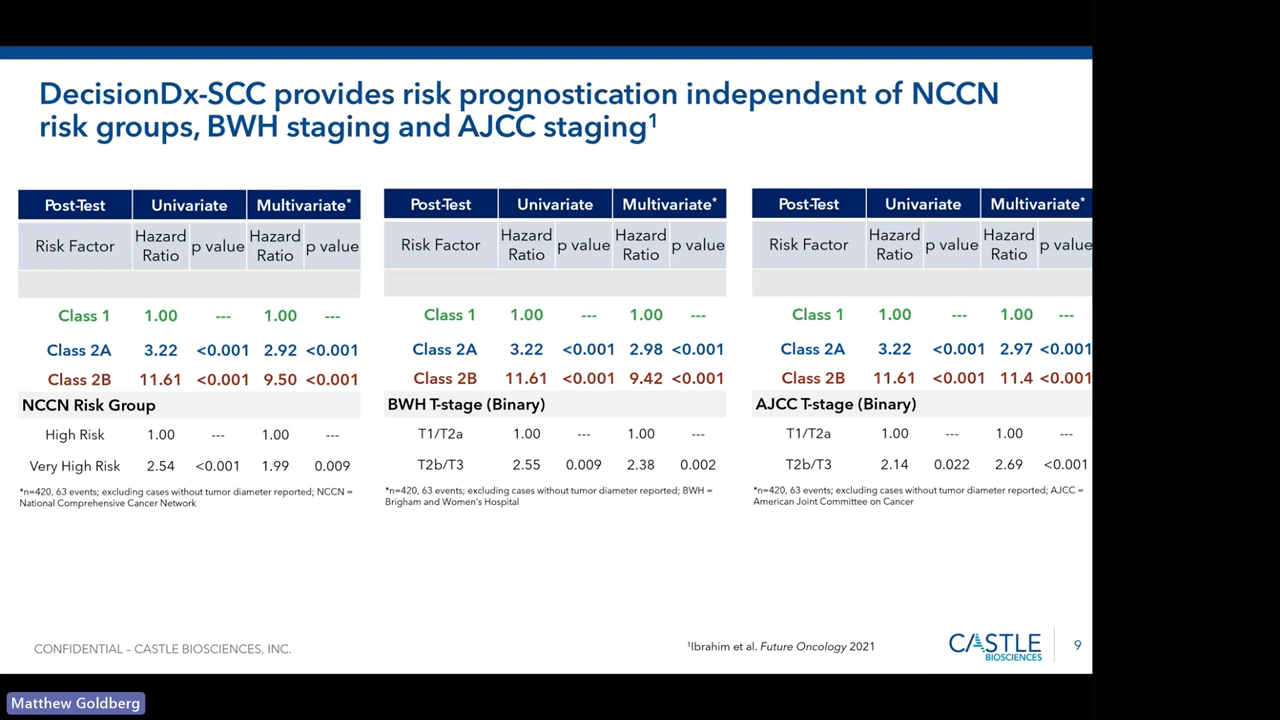 DecisionDx-SCC provides risk prognostication independent of NCCN
risk groups, BWH staging and AJCC staging¹
Post-Test Univariate Multivariate*
Risk Factor Hazard Ratio p value Hazard Ratio p value
Class 1 1.00 --- 1.00 ---
Class 2A 3.22 <0.001 2.92 <0.001
Class 2B 11.61 <0.001 9.50 <0.001
NCCN Risk Group
High Risk 1.00 --- 1.00 ---
Very High Risk 2.54 <0.001 1.99 0.009
*n=420, 63 events; excluding cases without tumor diameter reported; NCCN =
National Comprehensive Cancer Network
Post-Test Univariate Multivariate*
Risk Factor Hazard Ratio p value Hazard Ratio p value
Class 1 1.00 --- 1.00 ---
Class 2A 3.22 <0.001 2.98 <0.001
Class 2B 11.61 <0.001 9.42 <0.001
BWH T-stage (Binary)
T1/T2a 1.00 --- 1.00 ---
T2b/T3 2.55 0.009 2.38 0.002
*n=420, 63 events; excluding cases without tumor diameter reported; BWH =
Brigham and Women's Hospital
Post-Test Univariate Multivariate*
Risk Factor Hazard Ratio p value Hazard Ratio p value
Class 1 1.00 --- 1.00 ---
Class 2A 3.22 <0.001 2.97 <0.001
Class 2B 11.61 <0.001 11.4 <0.001
AJCC T-stage (Binary)
T1/T2a 1.00 --- 1.00 ---
T2b/T3 2.14 0.022 2.69 <0.001
*n=420, 63 events; excluding cases without tumor diameter reported; AJCC =
American Joint Committee on Cancer
CONFIDENTIAL – CASTLE BIOSCIENCES, INC.
¹Ibrahim et al. Future Oncology 2021
CASTLE
BIOSCIENCES
9
Matthew Goldberg